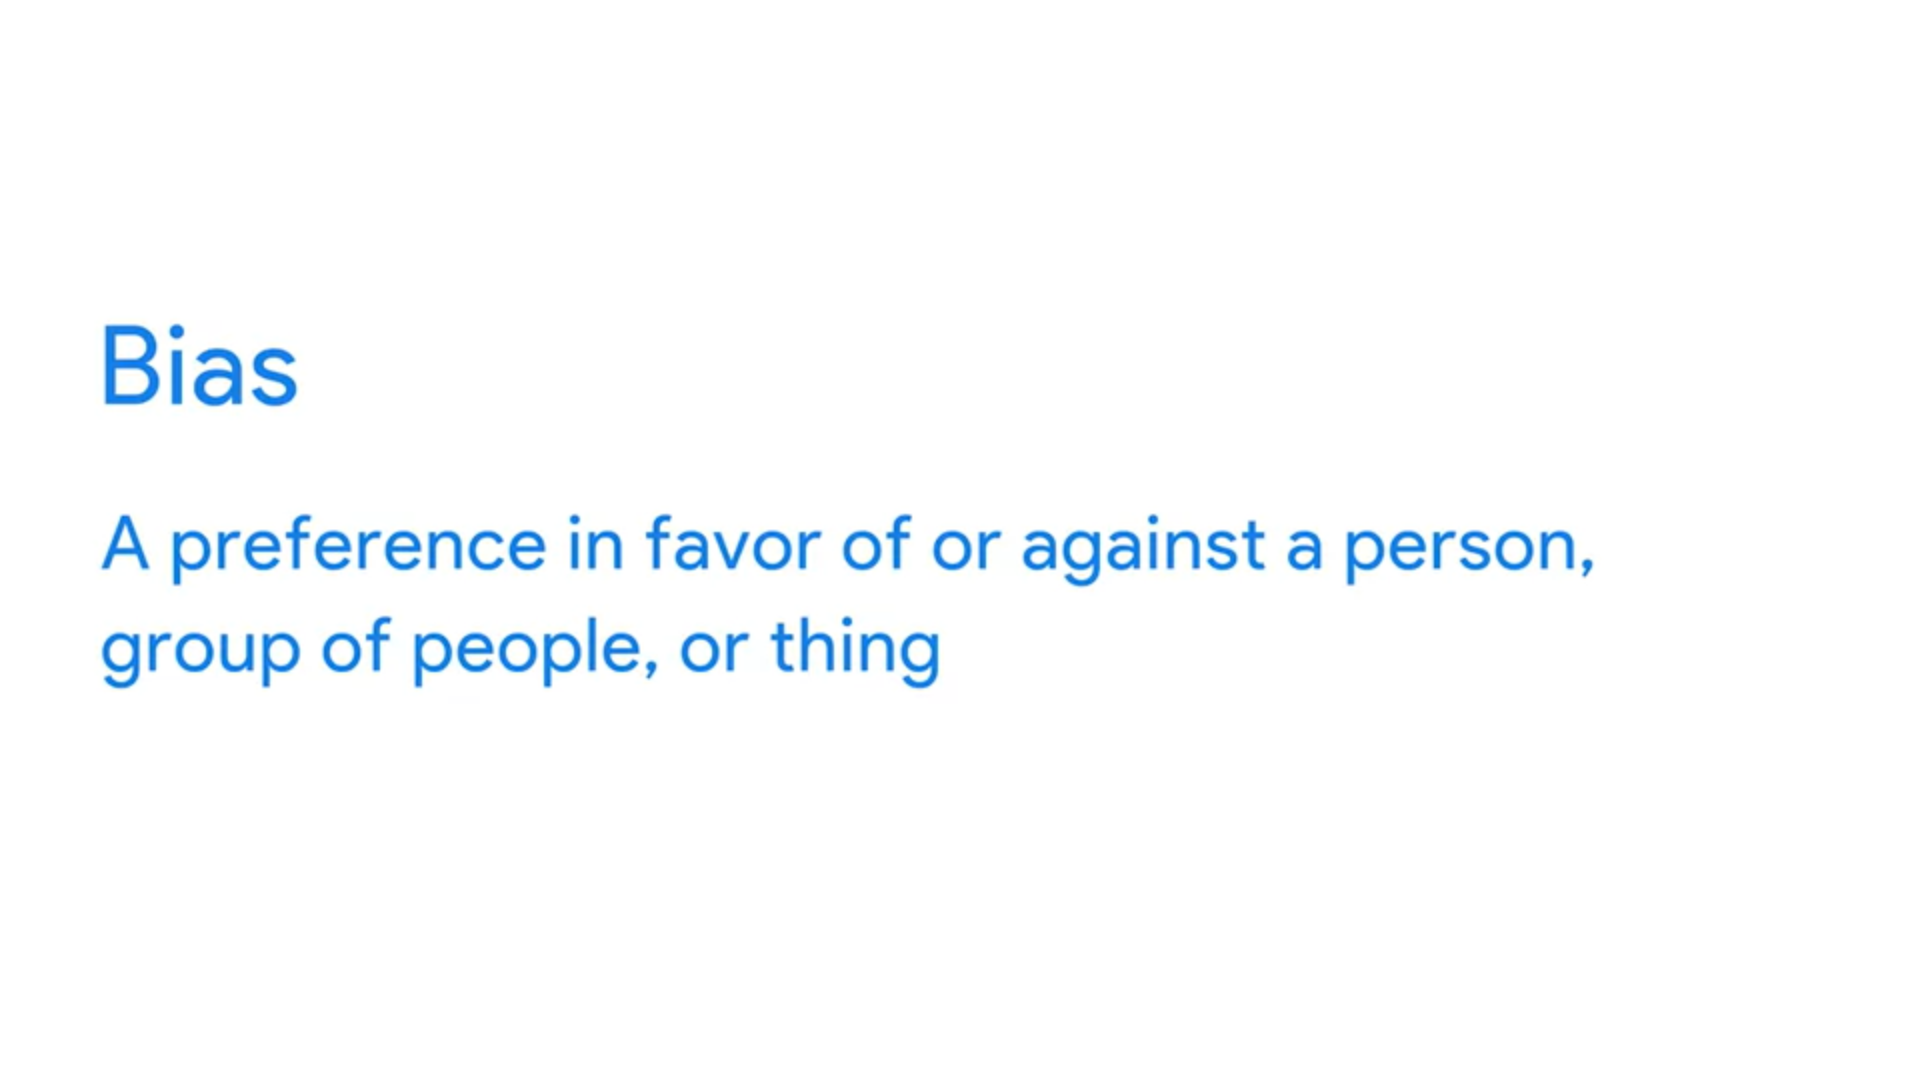 Bias
A preference in favor of or against a person,
group of people, or thing